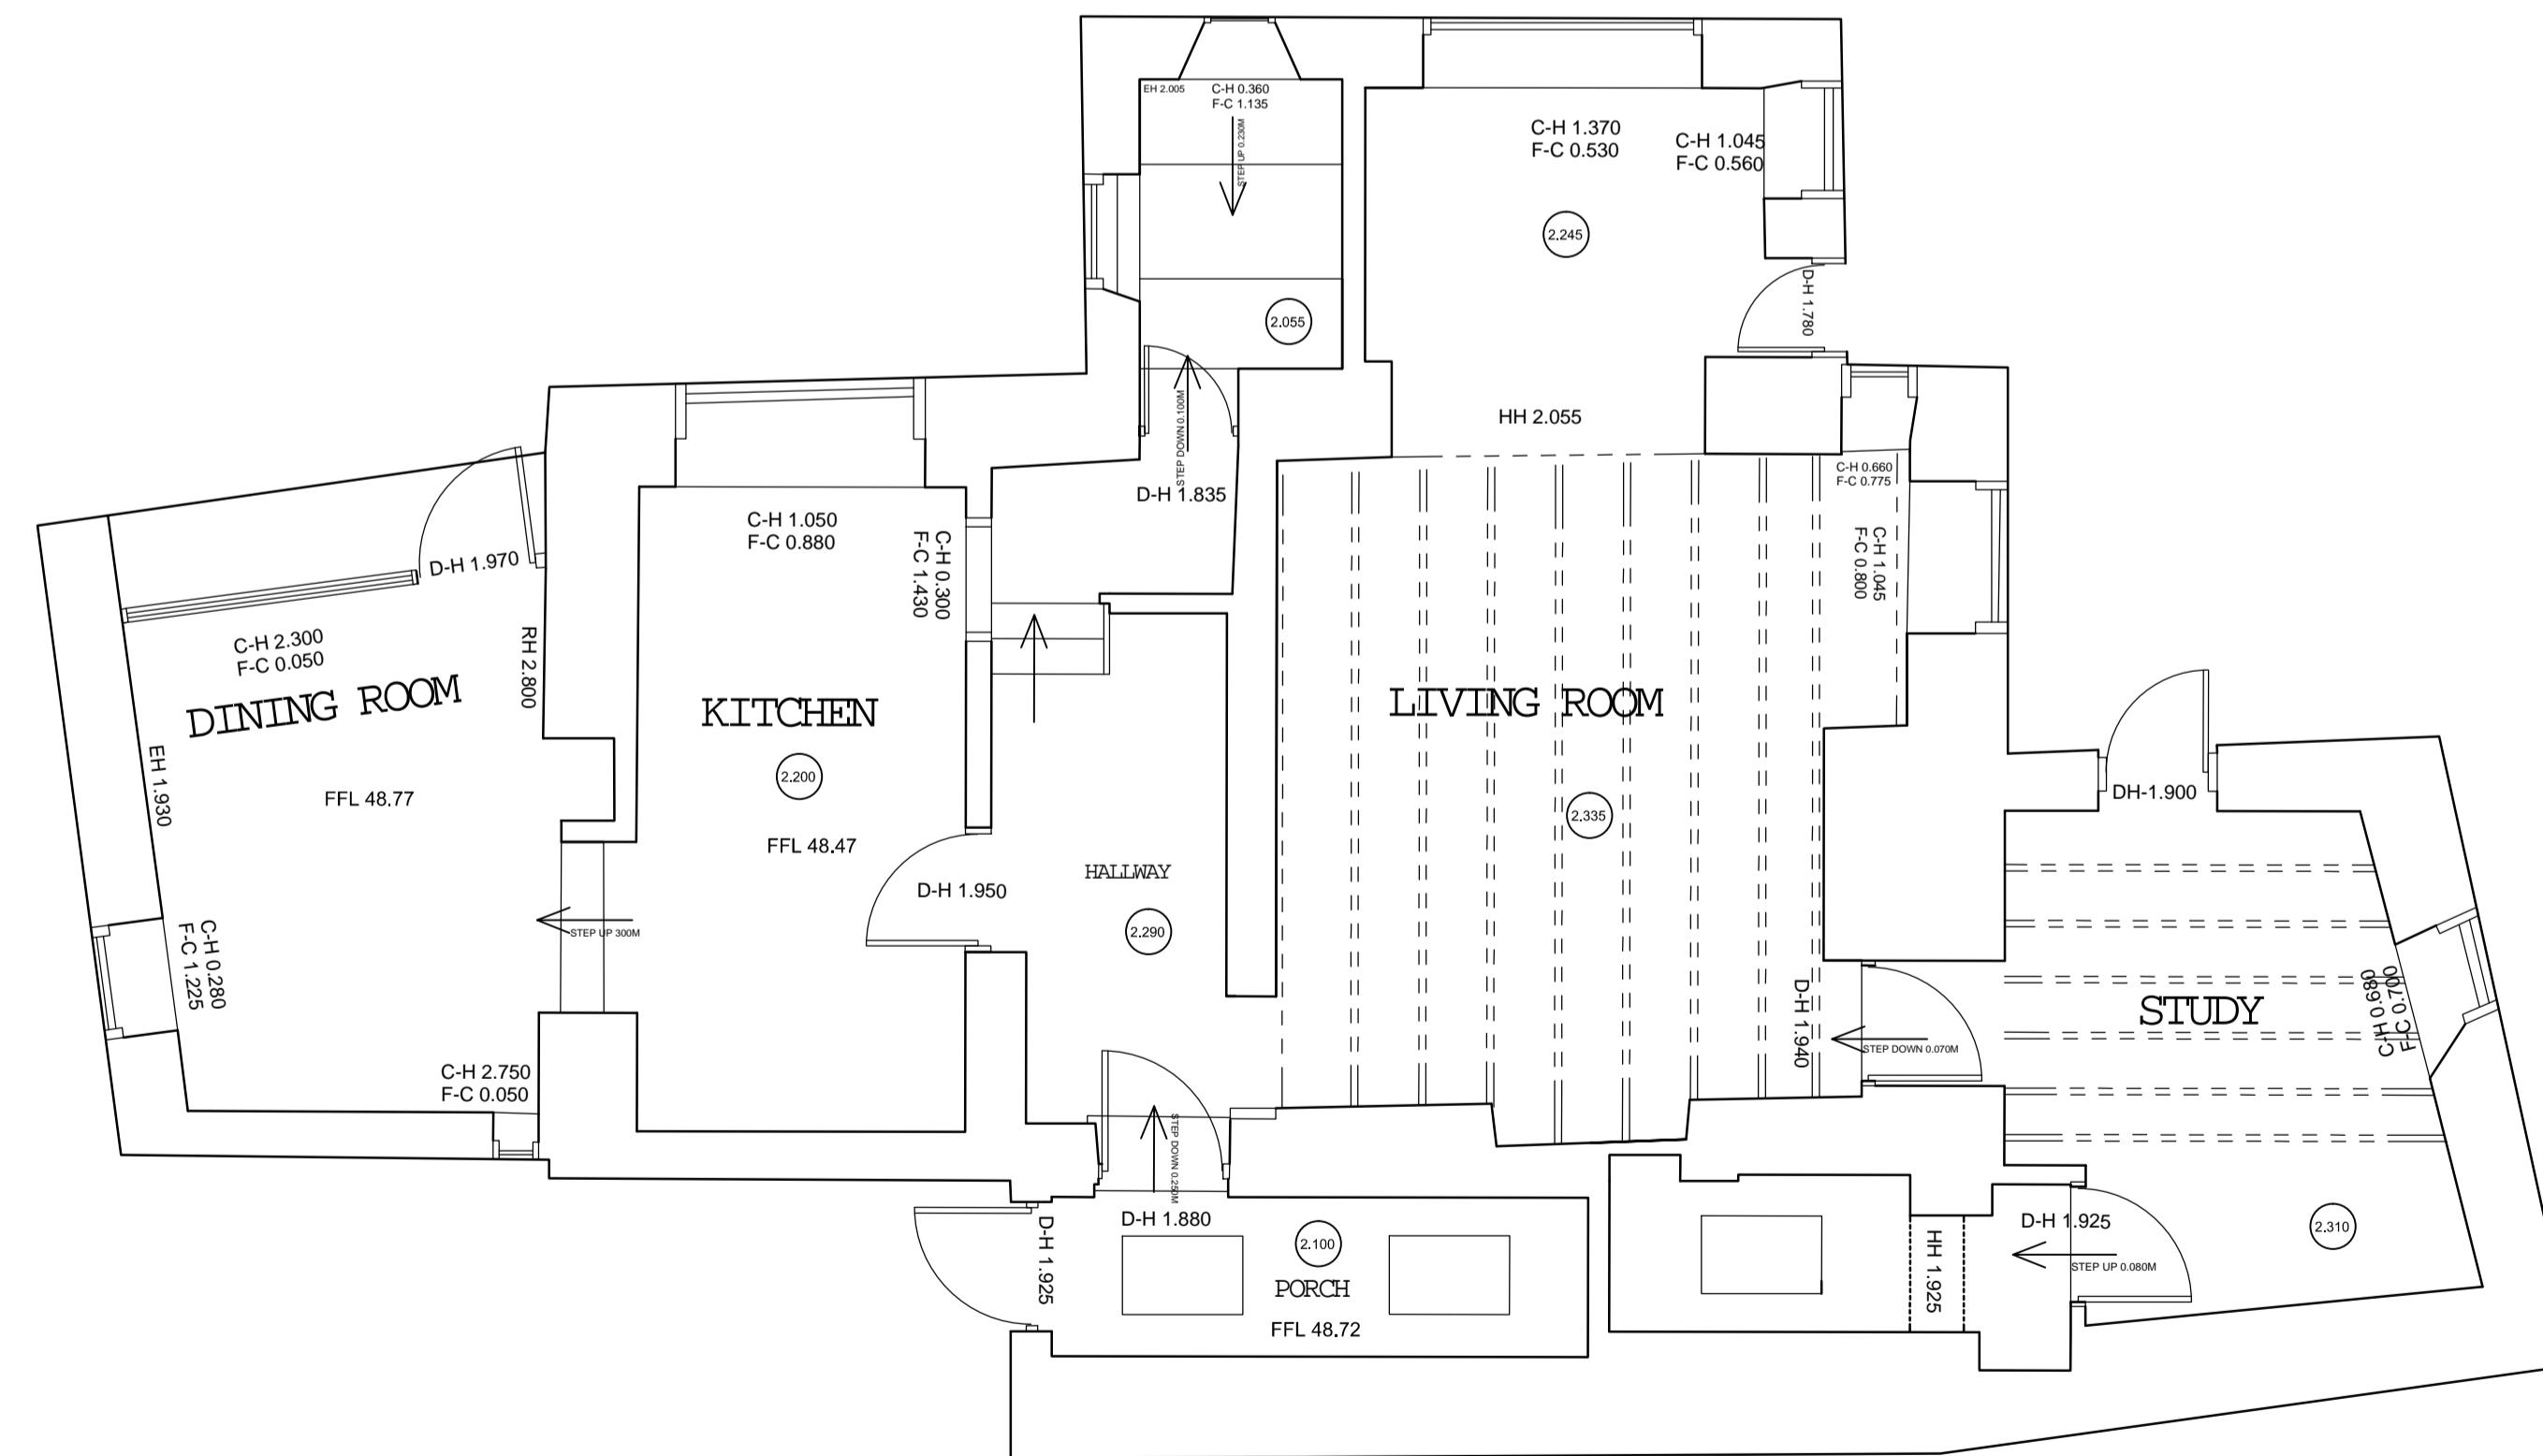 EH 2.005
C-H 0.360
F-C 1.135
STEP UP 0.230M
C-H 1.370
F-C 0.530
C-H 1.045
F-C 0.560
2.245
D-H 1.780
2.055
HH 2.055
STEP DOWN 0.100M
D-H 1.835
C-H 0.660
F-C 0.775
C-H 1.045
F-C 0.800
C-H 1.050
F-C 0.880
C-H 0.300
F-C 1.430
D-H 1.970
C-H 2.300
F-C 0.050
RH 2.800
DINING ROOM
KITCHEN
LIVING ROOM
EH 1.930
FFL 48.77
2.200
FFL 48.47
2.335
DH-1.900
HALLWAY
D-H 1.950
2.290
STEP UP 300M
C-H 0.280
F-C 1.225
D-H 1.940
STUDY
C-H 0.680
F-C 0.700
STEP DOWN 0.070M
C-H 2.750
F-C 0.050
STEP DOWN 0.250M
D-H 1.880
D-H 1.925
2.100
PORCH
FFL 48.72
HH 1.925
D-H 1.925
2.310
STEP UP 0.080M